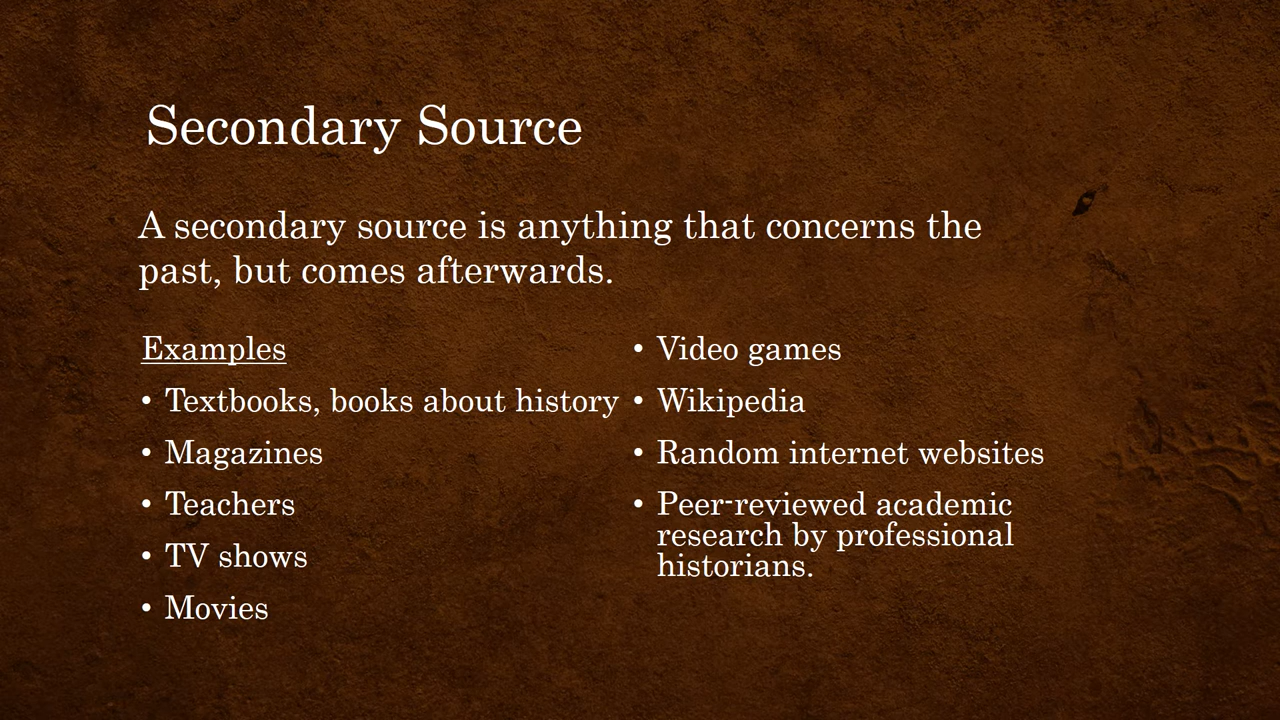 Secondary Source
A secondary source is anything that concerns the
past, but comes afterwards.
Examples
• Textbooks, books about history
• Magazines
• Teachers
• TV shows
• Movies
• Video games
• Wikipedia
• Random internet websites
• Peer-reviewed academic
research by professional
historians.